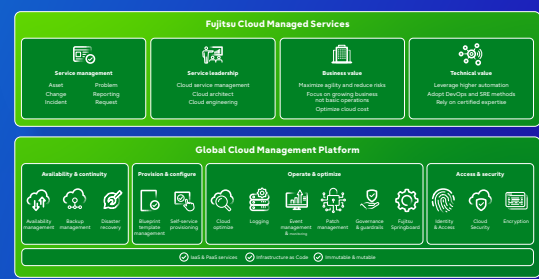 Fujitsu Cloud Managed Services
Service management
Asset
Problem
Change
Reporting
Incident
Request
Service leadership
Cloud service management
Cloud architect
Cloud engineering
Business value
Maximize agility and reduce risks
Focus on growing business
not basic operations
Optimize cloud cost
Technical value
Leverage higher automation
Adopt DevOps and SRE methods
Rely on certified expertise
Global Cloud Management Platform
Availability & continuity
Availability
management
Backup
management
Disaster
recovery
Provision & configure
Blueprint
template
management
Self-service
provisioning
Operate & optimize
Cloud
optimize
Logging
Event
management
& monitoring
Patch
management
Governance
& guardrails
Fujitsu
Springboard
Access & security
Identity
& Access
Cloud
Security
Encryption
IaaS & PaaS services
Infrastructure as Code
Immutable & mutable